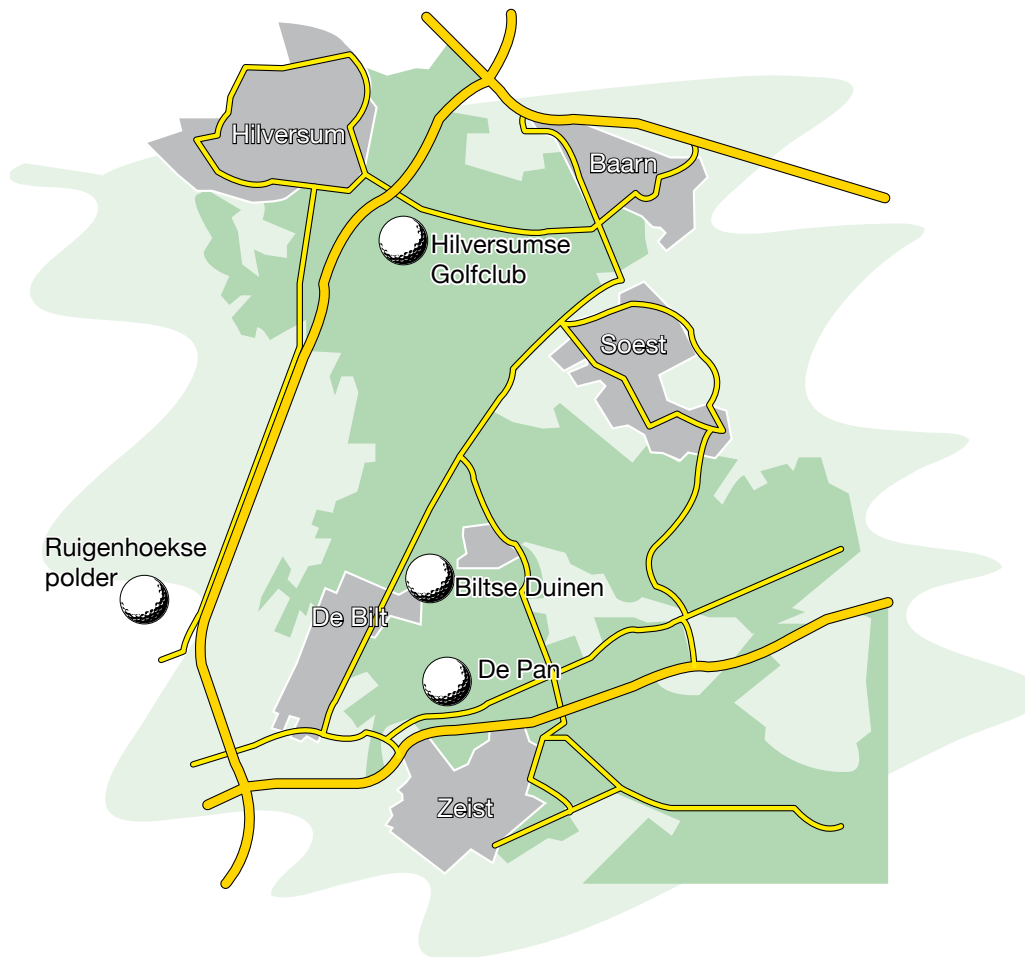 Hilversum
Baarn
Hilversumse
Golfclub
Soest
Ruigenhoekse
polder
Biltse Duinen
De Bilt
De Pan
Zeist